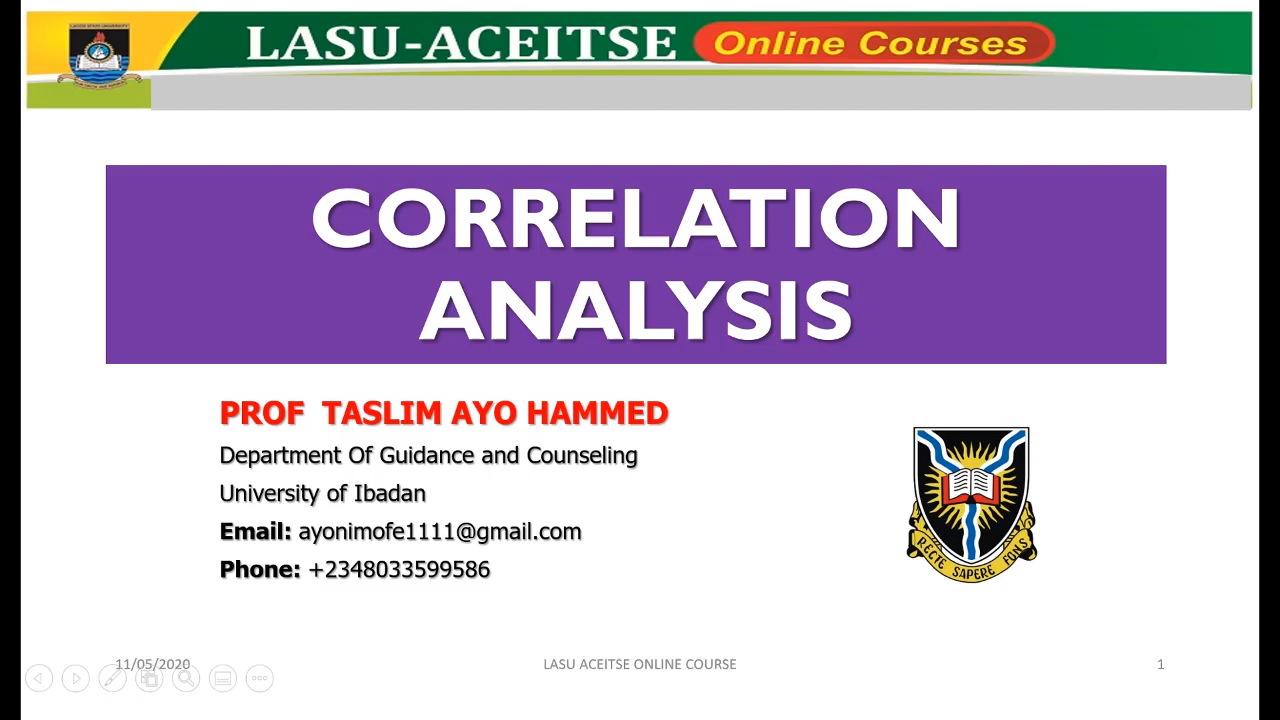 LASU-ACEITSE Online Courses
CORRELATION
ANALYSIS
PROF TASLIM AYO HAMMED
Department Of Guidance and Counseling
University of Ibadan
Email: ayonimofe1111@gmail.com
Phone: +2348033599586
RECTE SAPERE FONS
11/05/2020 LASU ACEITSE ONLINE COURSE 1